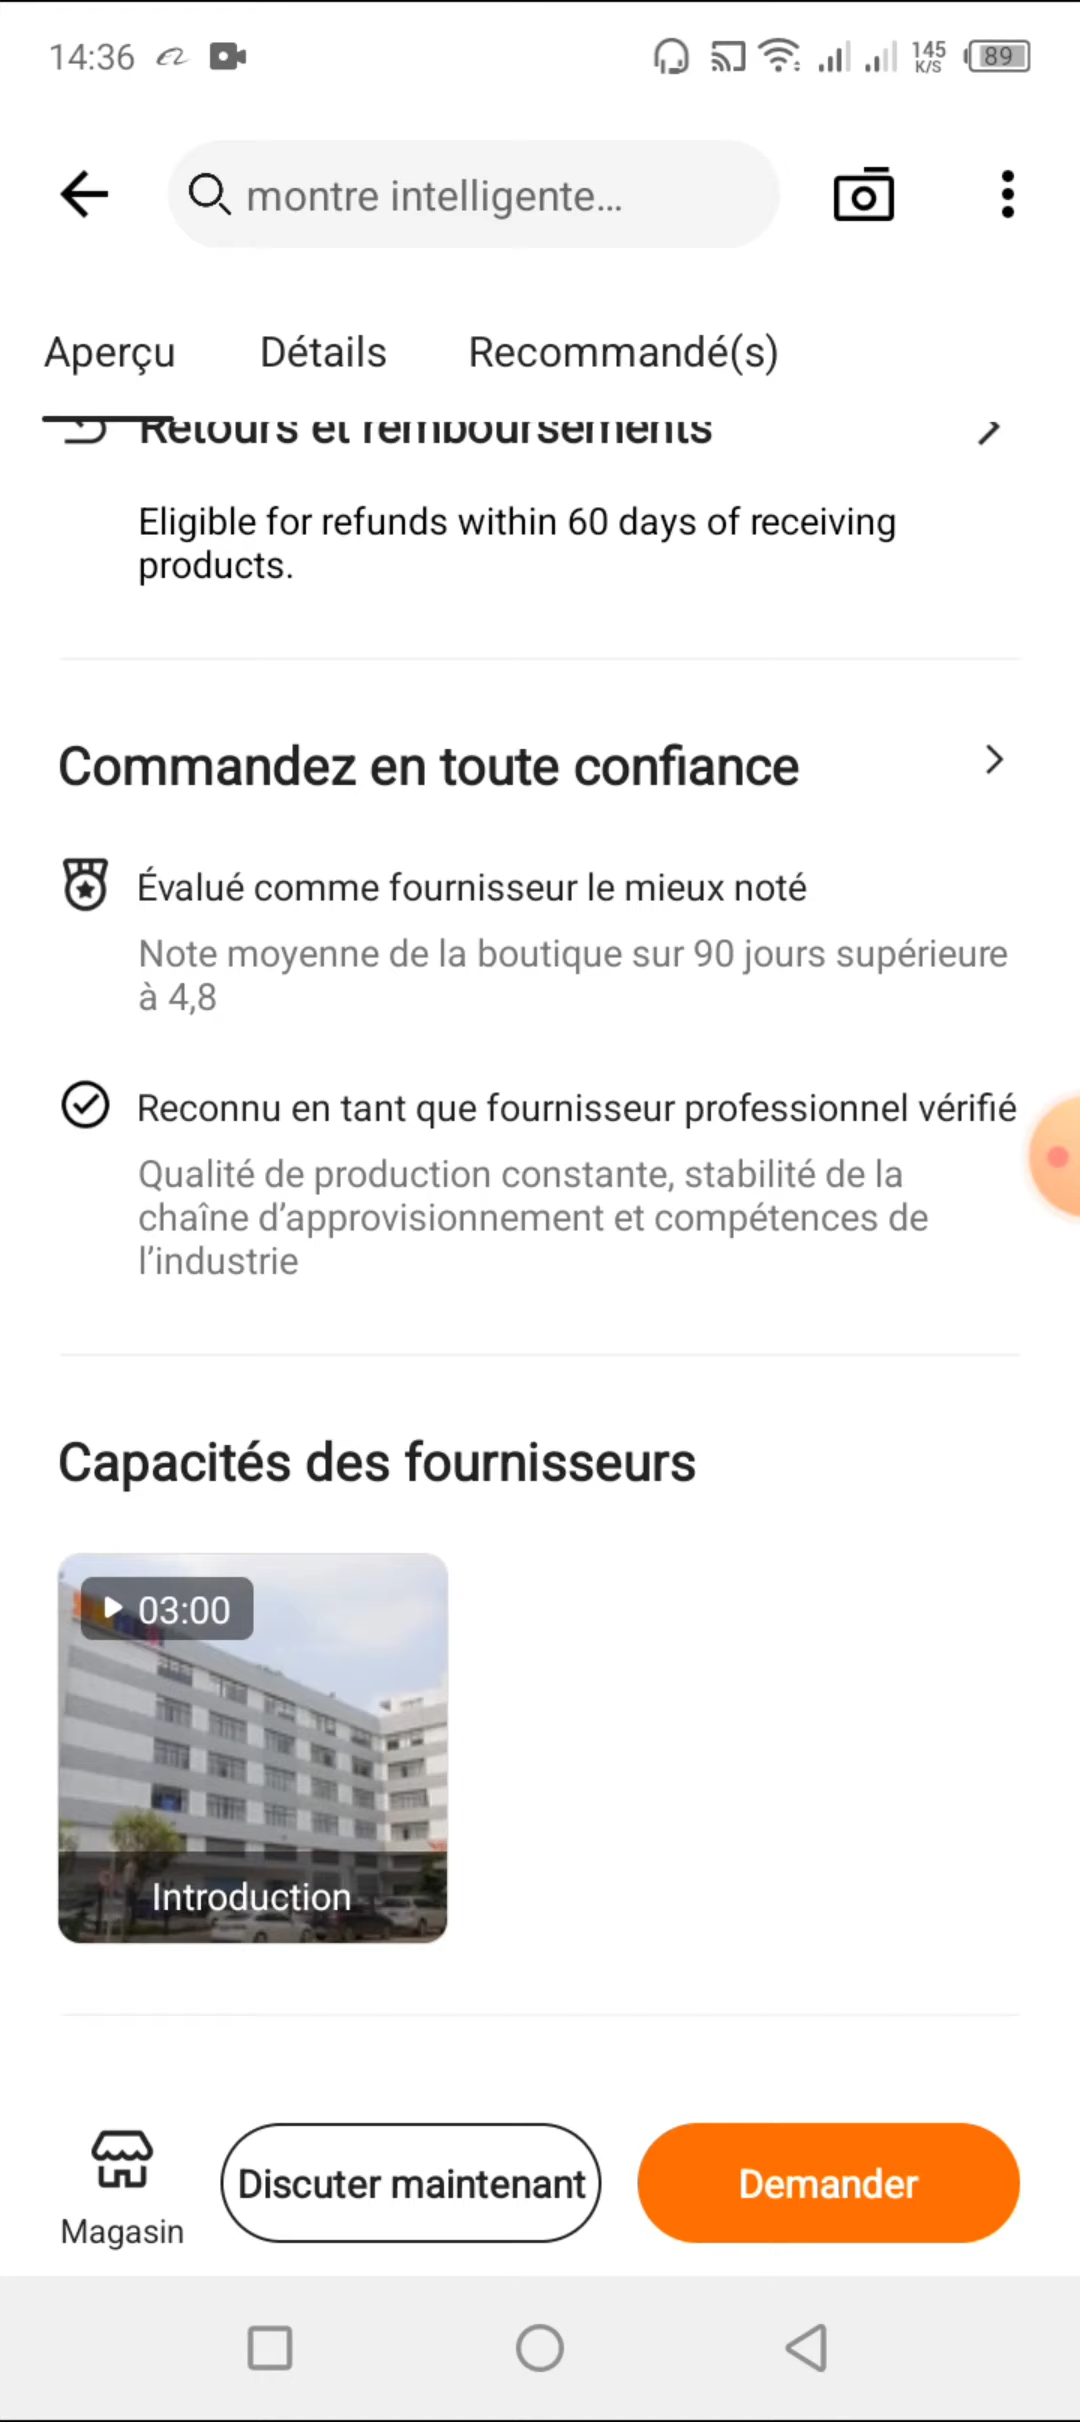 14:36
145
K/S
89
montre intelligente...
Aperçu
Détails
Recommandé(s)
Retours et remboursements
Eligible for refunds within 60 days of receiving
products.
Commandez en toute confiance
Évalué comme fournisseur le mieux noté
Note moyenne de la boutique sur 90 jours supérieure
à 4,8
Reconnu en tant que fournisseur professionnel vérifié
Qualité de production constante, stabilité de la
chaîne d’approvisionnement et compétences de
l’industrie
Capacités des fournisseurs
03:00
Introduction
Magasin
Discuter maintenant
Demander